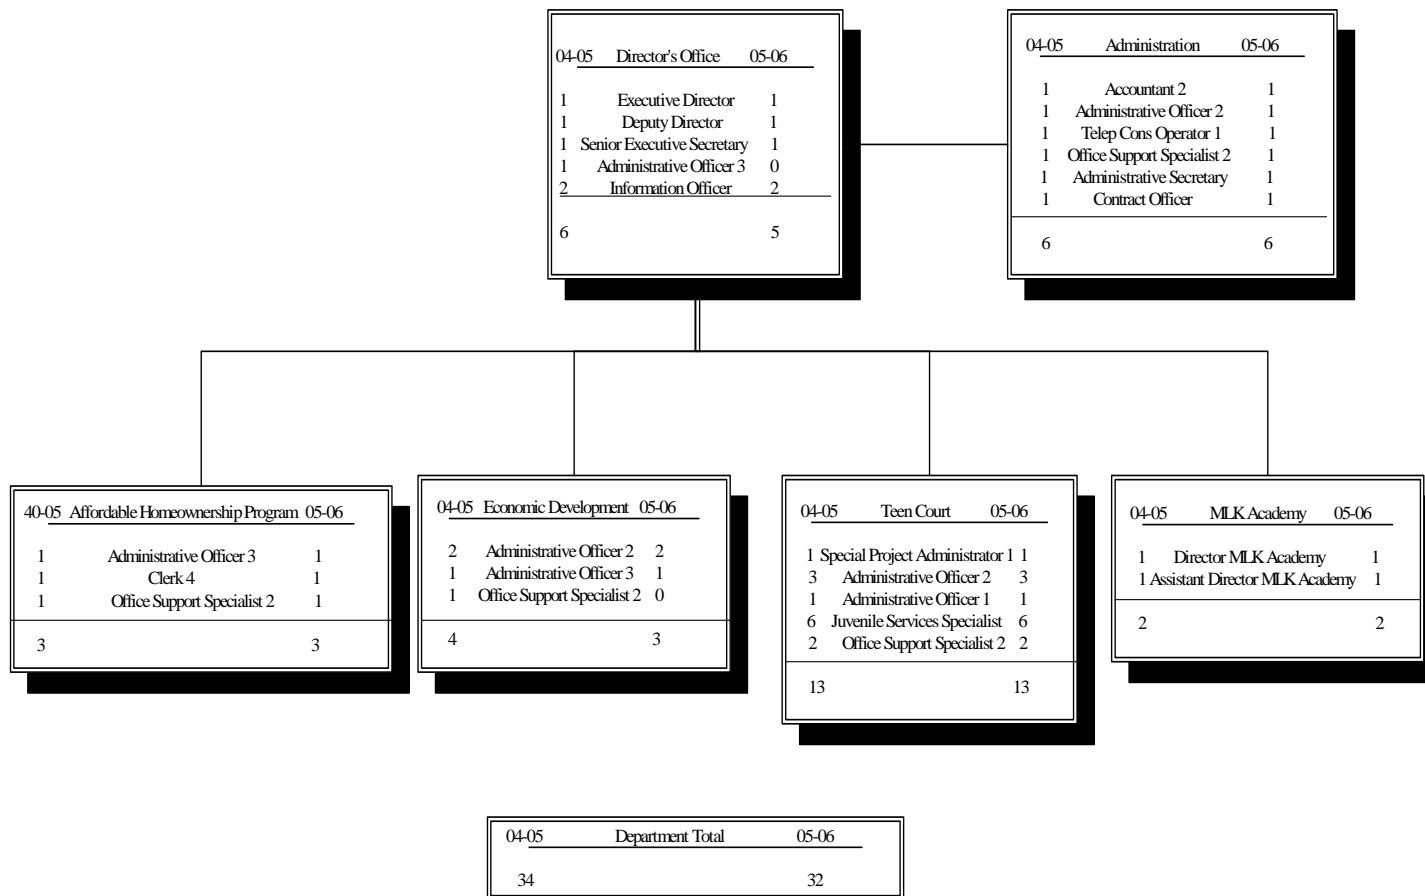 04-05 Director's Office 05-06
1 Executive Director 1
1 Deputy Director 1
1 Senior Executive Secretary 1
1 Administrative Officer 3 0
2 Information Officer 2
6 5
04-05 Administration 05-06
1 Accountant 2 1
1 Administrative Officer 2 1
1 Telep Cons Operator 1 1
1 Office Support Specialist 2 1
1 Administrative Secretary 1
1 Contract Officer 1
6 6
40-05 Affordable Homeownership Program 05-06
1 Administrative Officer 3 1
1 Clerk 4 1
1 Office Support Specialist 2 1
3 3
04-05 Economic Development 05-06
2 Administrative Officer 2 2
1 Administrative Officer 3 1
1 Office Support Specialist 2 0
4 3
04-05 Teen Court 05-06
1 Special Project Administrator 1 1
3 Administrative Officer 2 3
1 Administrative Officer 1 1
6 Juvenile Services Specialist 6
2 Office Support Specialist 2 2
13 13
04-05 MLK Academy 05-06
1 Director MLK Academy 1
1 Assistant Director MLK Academy 1
2 2
04-05 Department Total 05-06
34 32